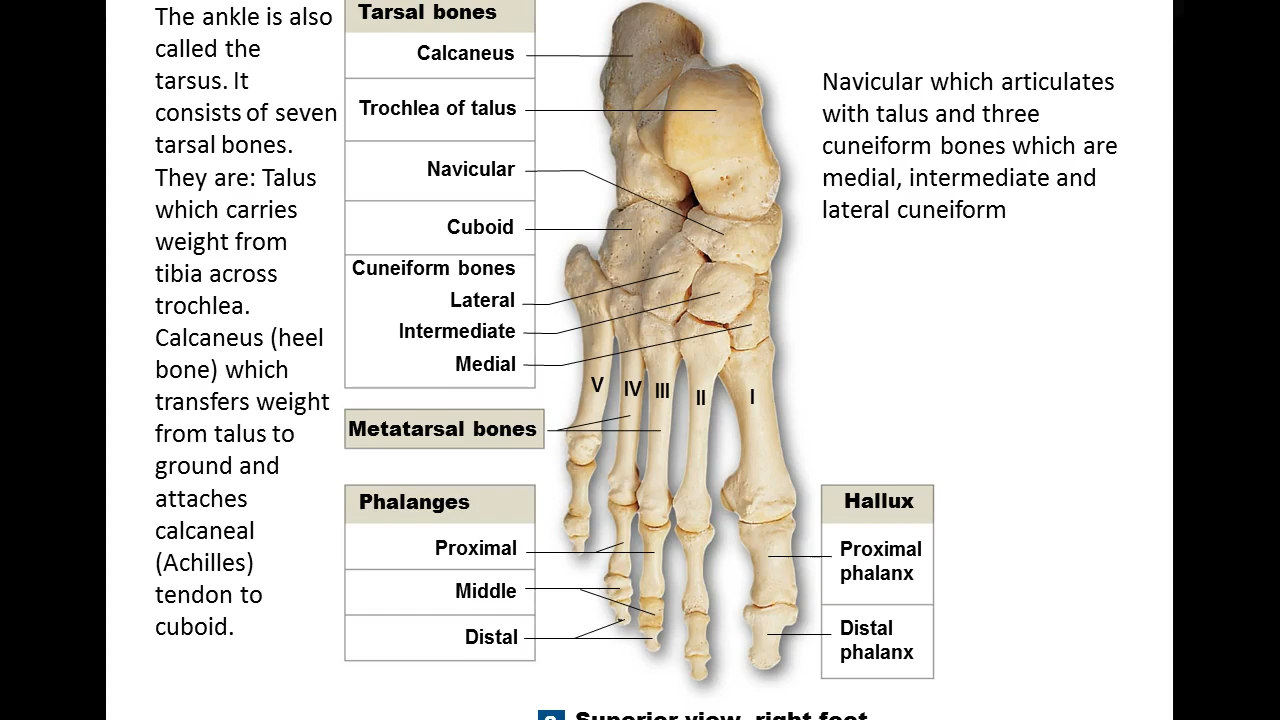 The ankle is also
called the
tarsus. It
consists of seven
tarsal bones.
They are: Talus
which carries
weight from
tibia across
trochlea.
Calcaneus (heel
bone) which
transfers weight
from talus to
ground and
attaches
calcaneal
(Achilles)
tendon to
cuboid.
Tarsal bones
Calcaneus
Trochlea of talus
Navicular
Cuboid
Cuneiform bones
Lateral
Intermediate
Medial
Metatarsal bones
Phalanges
Proximal
Middle
Distal
V IV III II I
Navicular which articulates
with talus and three
cuneiform bones which are
medial, intermediate and
lateral cuneiform
Hallux
Proximal
phalanx
Distal
phalanx
Superior view, right foot